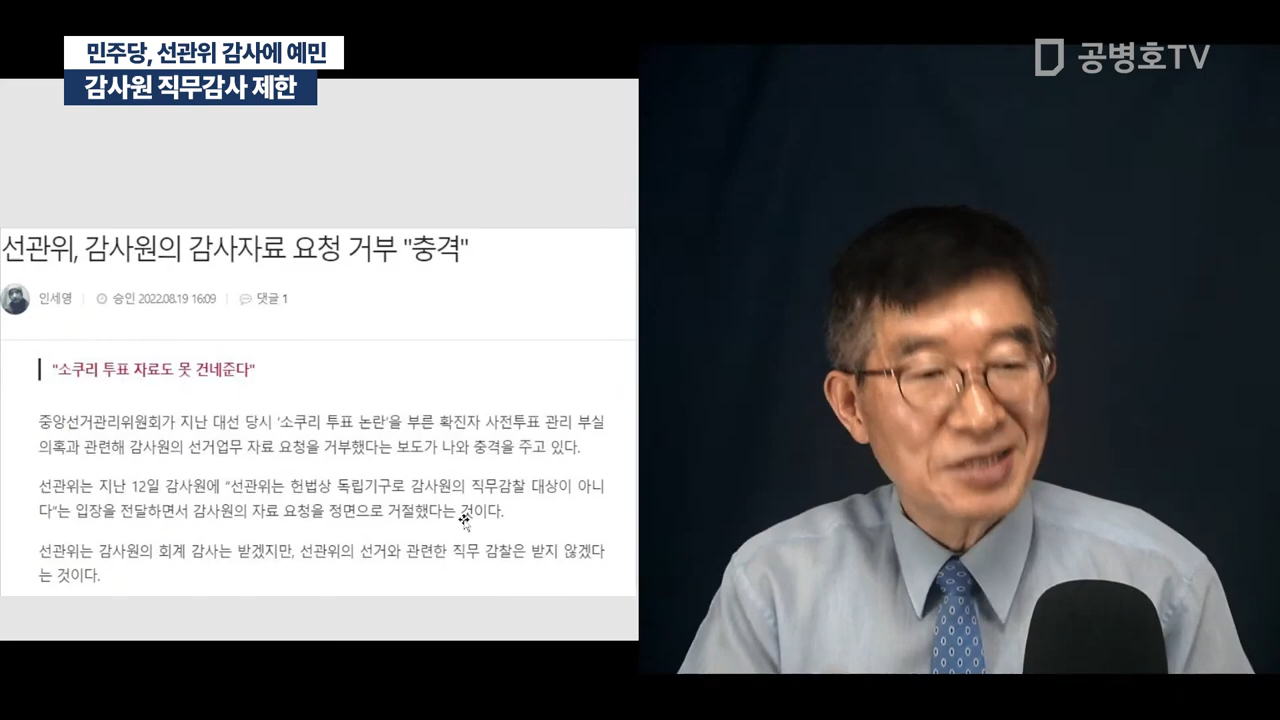 민주당, 선관위 감사에 예민
감사원 직무감사 제한
공병호TV
선관위, 감사원의 감사자료 요청 거부 "충격"
인세영
승인 2022.08.19 16:09
댓글 1
"소쿠리 투표 자료도 못 건네준다"
중앙선거관리위원회가 지난 대선 당시 '소쿠리 투표 논란'을 부른 확진자 사전투표 관리 부실
의혹과 관련해 감사원의 선거업무 자료 요청을 거부했다는 보도가 나와 충격을 주고 있다.
선관위는 지난 12일 감사원에 "선관위는 헌법상 독립기구로 감사원의 직무감찰 대상이 아니
다"는 입장을 전달하면서 감사원의 자료 요청을 정면으로 거절했다는 것이다.
선관위는 감사원의 회계 감사는 받겠지만, 선관위의 선거와 관련한 직무 감찰은 받지 않겠다
는 것이다.